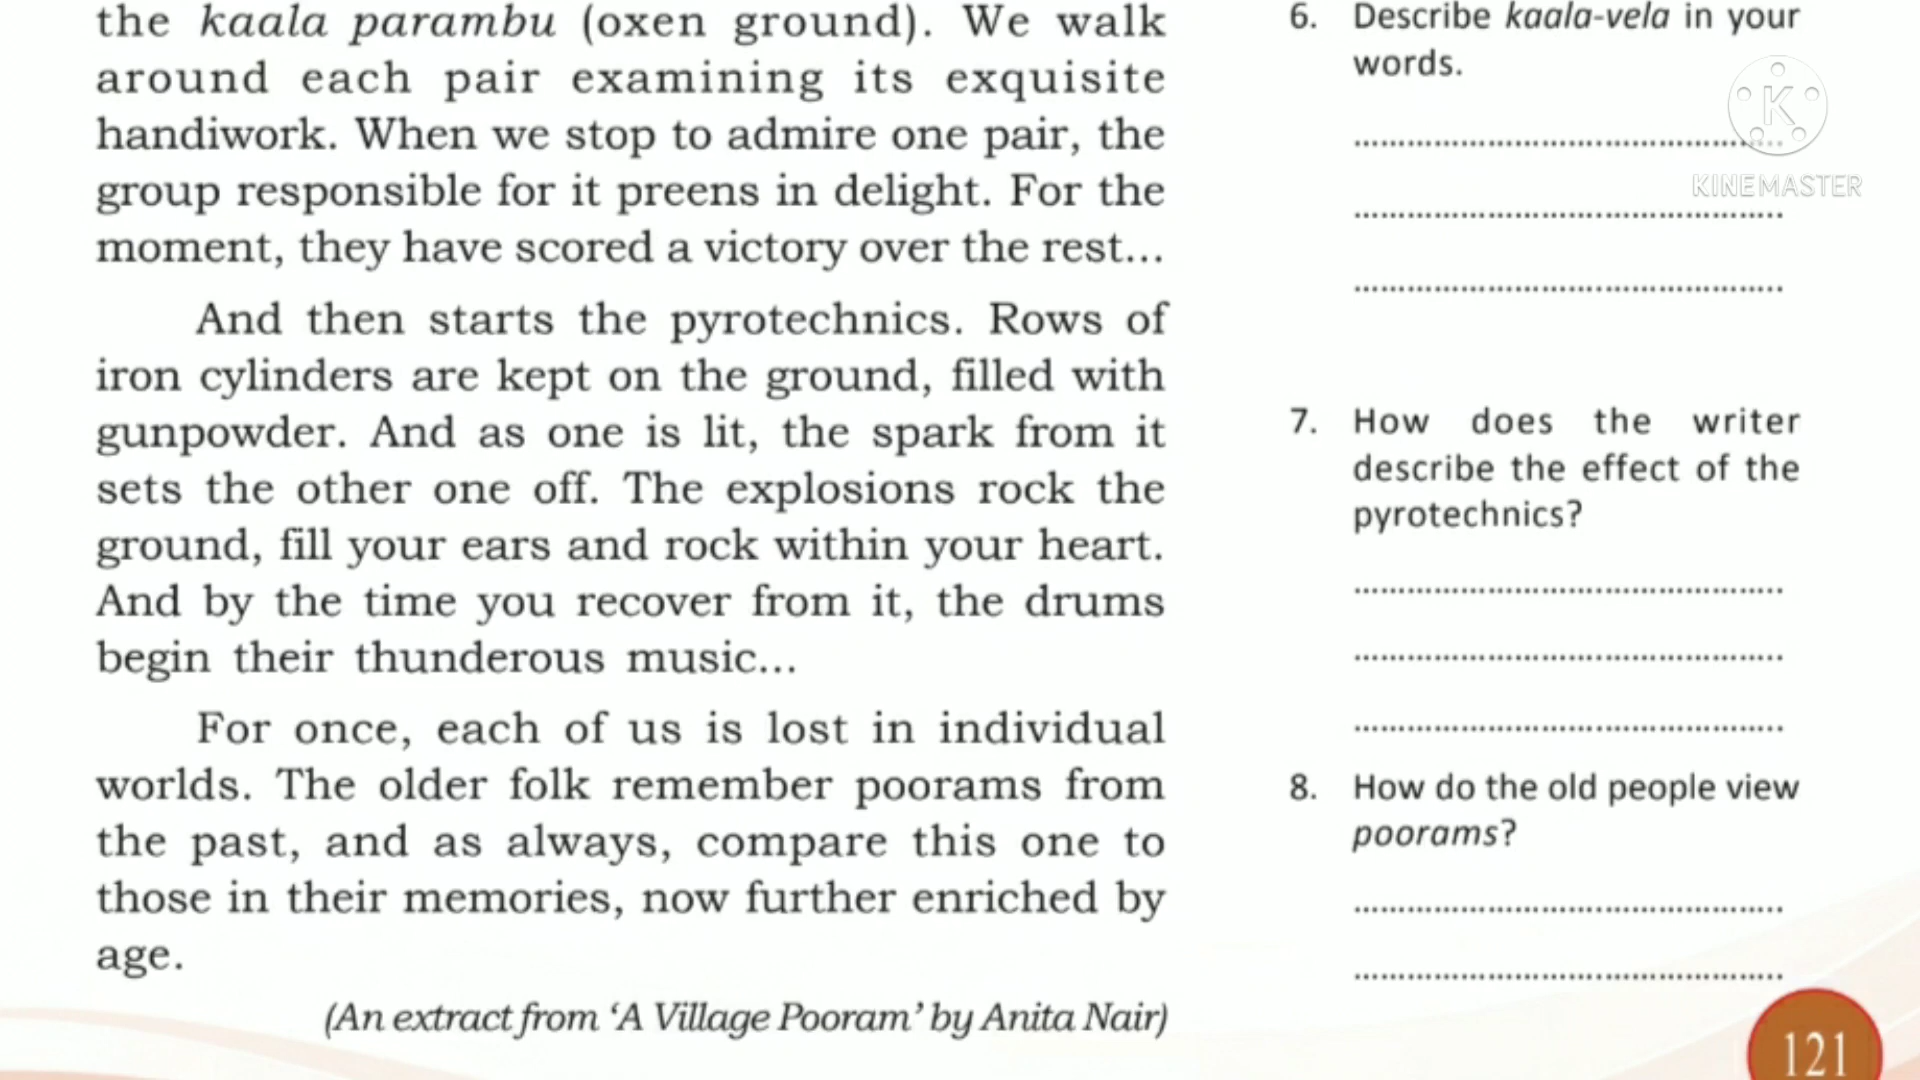 the kaala parambu (oxen ground). We walk
around each pair examining its exquisite
handiwork. When we stop to admire one pair, the
group responsible for it preens in delight. For the
moment, they have scored a victory over the rest...
And then starts the pyrotechnics. Rows of
iron cylinders are kept on the ground, filled with
gunpowder. And as one is lit, the spark from it
sets the other one off. The explosions rock the
ground, fill your ears and rock within your heart.
And by the time you recover from it, the drums
begin their thunderous music...
For once, each of us is lost in individual
worlds. The older folk remember poorams from
the past, and as always, compare this one to
those in their memories, now further enriched by
age.
(An extract from ‘A Village Pooram’ by Anita Nair)
6. Describe kaala-vela in your
words.
7. How does the writer
describe the effect of the
pyrotechnics?
8. How do the old people view
poorams?
121
K
KINEMASTER